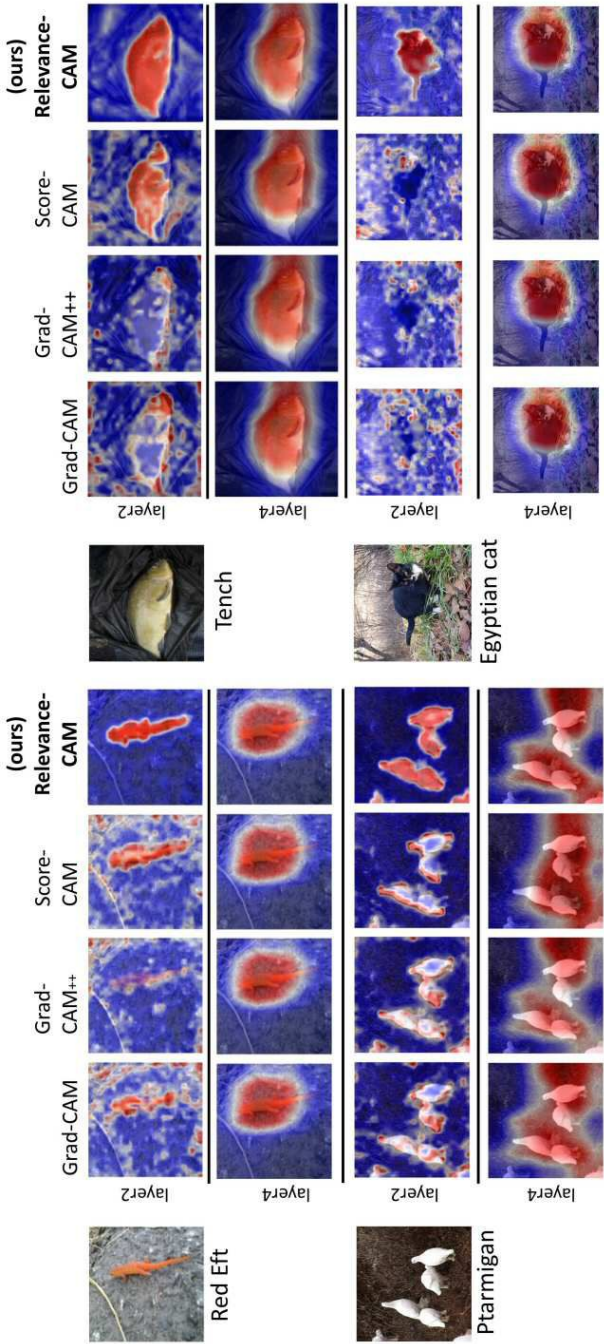 Grad-CAM
Grad-
CAM++
Score-
CAM
(ours)
Relevance-
CAM
Red Eft
layer2
layer4
Ptarmigan
layer2
layer4
Grad-CAM
Grad-
CAM++
Score-
CAM
(ours)
Relevance-
CAM
Tench
layer2
layer4
Egyptian cat
layer2
layer4